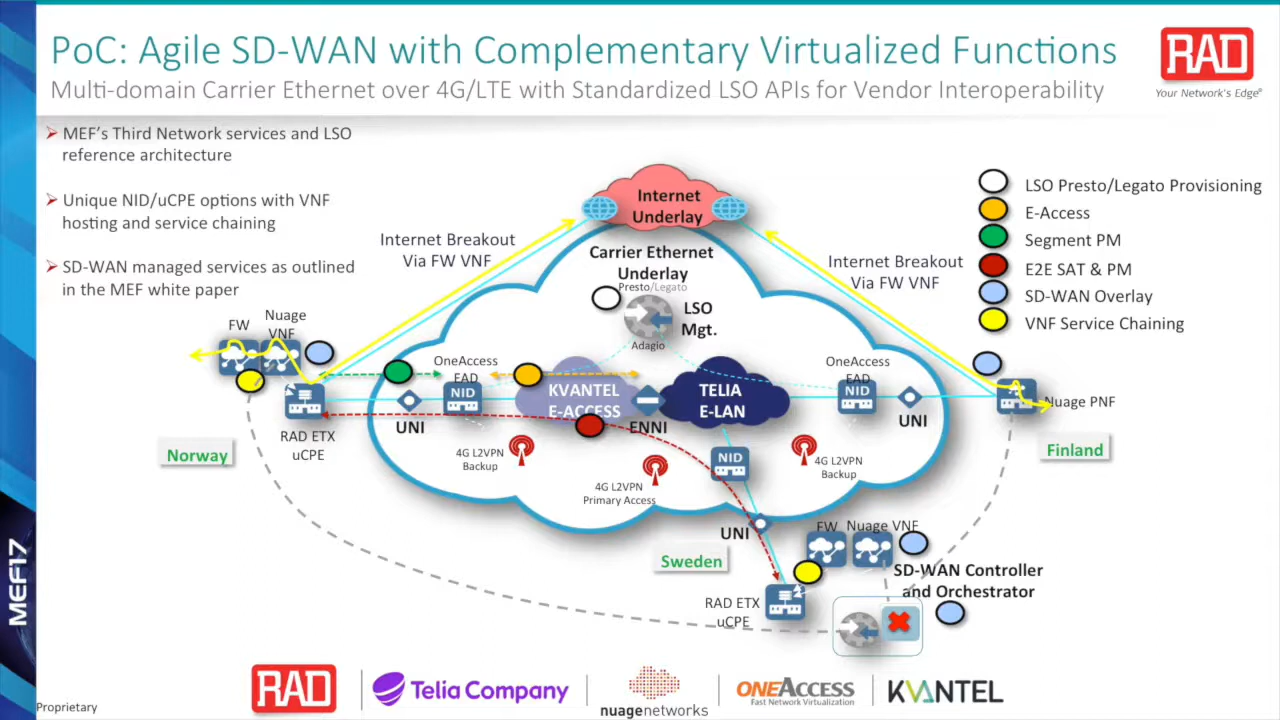 PoC: Agile SD-WAN with Complementary Virtualized Functions
Multi-domain Carrier Ethernet over 4G/LTE with Standardized LSO APIs for Vendor Interoperability
RAD
Your Network's Edge®
MEF's Third Network services and LSO
reference architecture
Unique NID/uCPE options with VNF
hosting and service chaining
SD-WAN managed services as outlined
in the MEF white paper
LSO Presto/Legato Provisioning
E-Access
Segment PM
E2E SAT & PM
SD-WAN Overlay
VNF Service Chaining
Internet
Underlay
Internet Breakout
Via FW VNF
Internet Breakout
Via FW VNF
Carrier Ethernet
Underlay
Presto/Legato
LSO
Mgt.
Adagio
FW
Nuage
VNF
OneAccess
EAD
NID
KVANTEL
E-ACCESS
TELIA
E-LAN
OneAccess
EAD
NID
Nuage PNF
UNI
ENNI
UNI
RAD ETX
uCPE
Norway
Finland
4G L2VPN
Backup
4G L2VPN
Primary Access
NID
4G L2VPN
Backup
UNI
Sweden
FW
Nuage VNF
SD-WAN Controller
and Orchestrator
RAD ETX
uCPE
MEF17
RAD
Telia Company
nuagenetworks
ONEACCESS
Fast Network Virtualization
KVANTEL
Proprietary